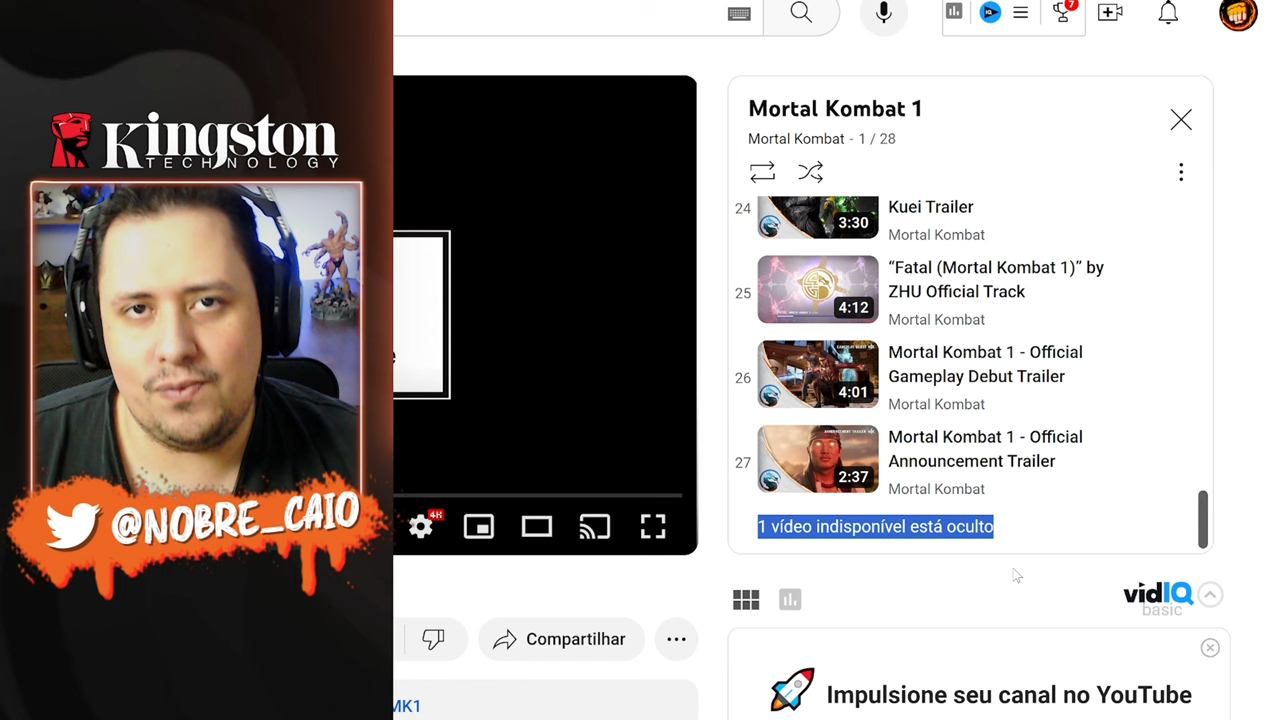 Kingston
TECHNOLOGY
@NOBRE_CAIO
7
Mortal Kombat 1
Mortal Kombat - 1 / 28
24
3:30
Kuei Trailer
Mortal Kombat
25
4:12
“Fatal (Mortal Kombat 1)” by
ZHU Official Track
Mortal Kombat
26
4:01
Mortal Kombat 1 - Official
Gameplay Debut Trailer
Mortal Kombat
27
2:37
Mortal Kombat 1 - Official
Announcement Trailer
Mortal Kombat
1 vídeo indisponível está oculto
4K
Compartilhar
MK1
vidIQ
basic
Impulsione seu canal no YouTube